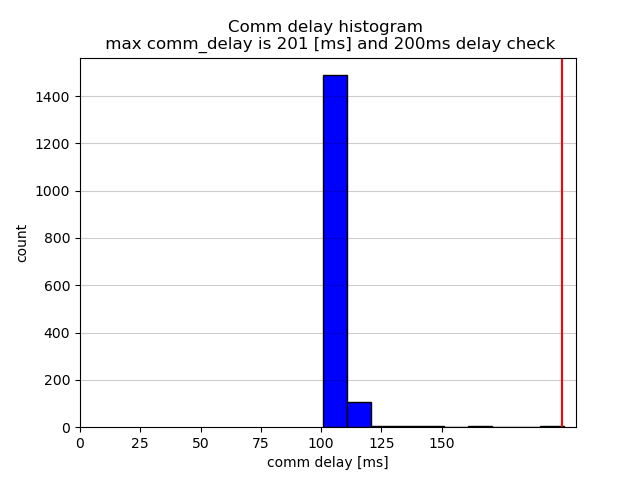 Comm delay histogram
max comm_delay is 201 [ms] and 200ms delay check
1400
1200
1000
800
600
400
200
0
count
0 25 50 75 100 125 150
comm delay [ms]